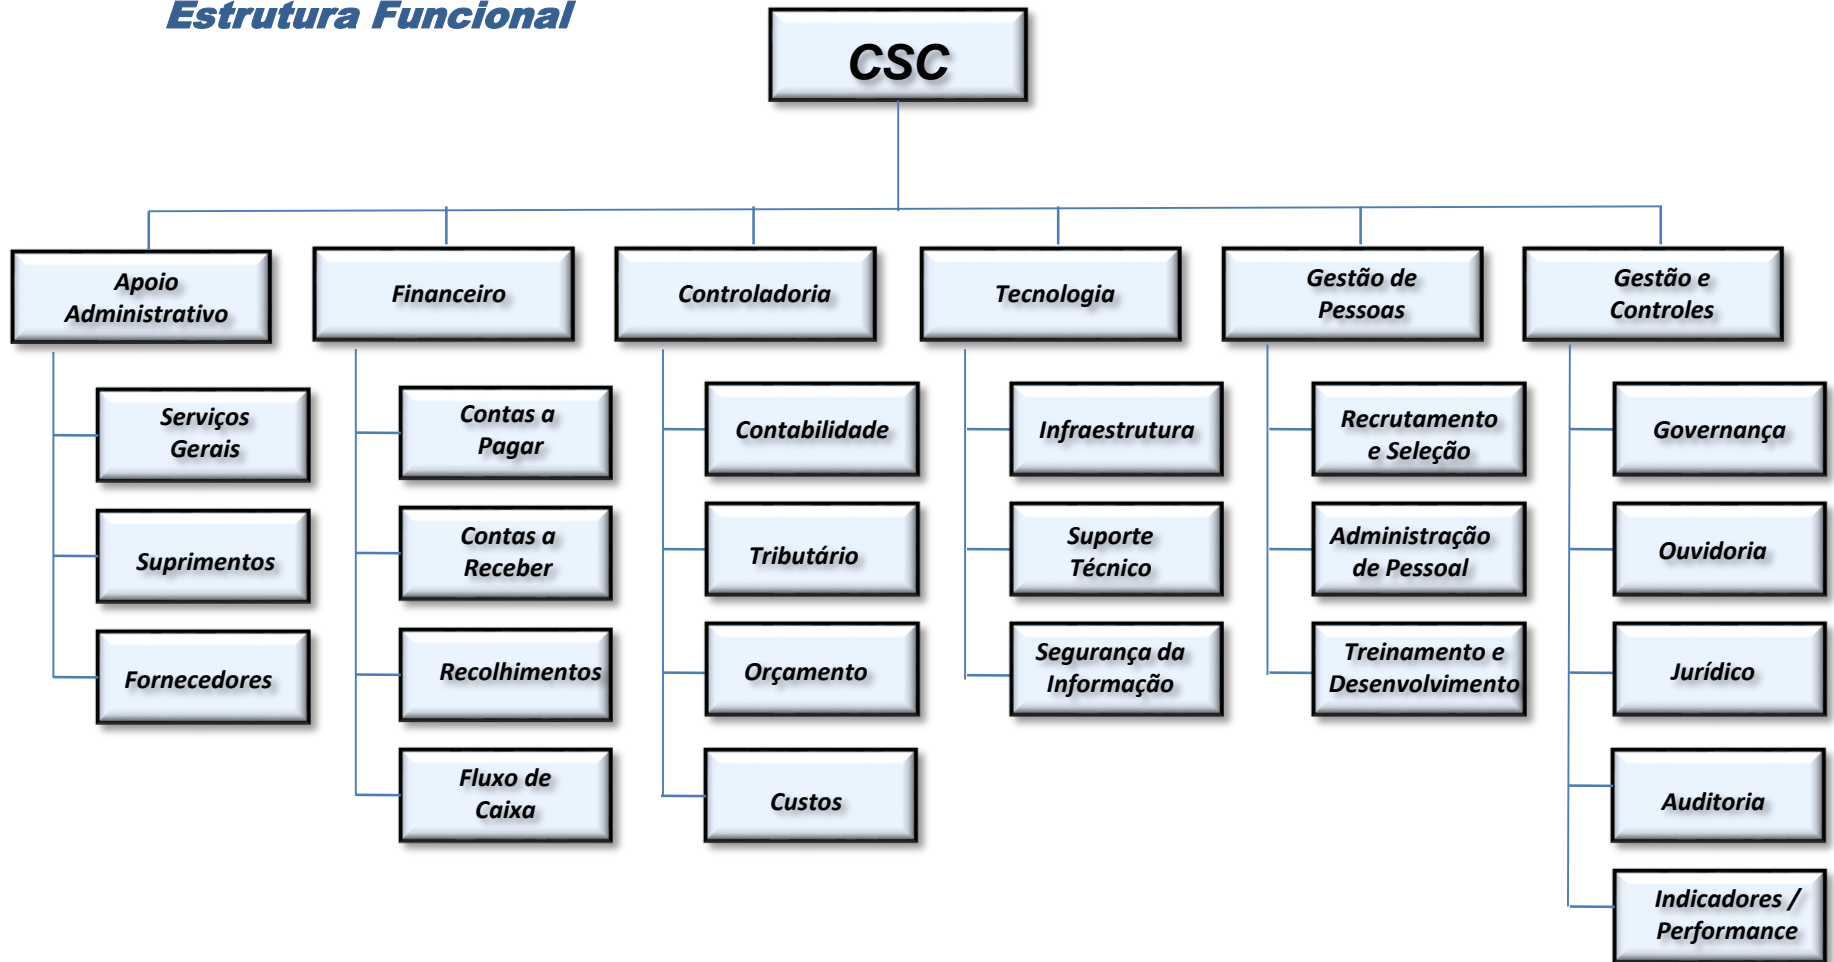 Estrutura Funcional
CSC
Apoio
Administrativo
Financeiro
Controladoria
Tecnologia
Gestão de
Pessoas
Gestão e
Controles
Serviços
Gerais
Suprimentos
Fornecedores
Contas a
Pagar
Contas a
Receber
Recolhimentos
Fluxo de
Caixa
Contabilidade
Tributário
Orçamento
Custos
Infraestrutura
Suporte
Técnico
Segurança da
Informação
Recrutamento
e Seleção
Administração
de Pessoal
Treinamento e
Desenvolvimento
Governança
Ouvidoria
Jurídico
Auditoria
Indicadores /
Performance